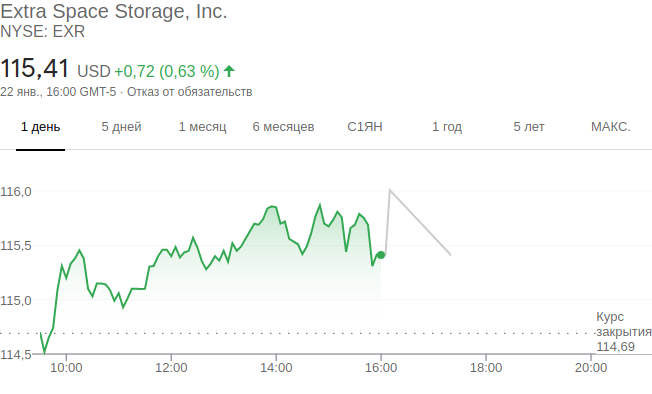 Extra Space Storage, Inc.
NYSE: EXR
115,41 USD +0,72 (0,63 %)
22 янв., 16:00 GMT-5 · Отказ от обязательств
1 день 5 дней 1 месяц 6 месяцев С1ЯН 1 год 5 лет МАКС.
116,0
115,5
115,0
Курс
закрытия
114,69
114,5
10:00 12:00 14:00 16:00 18:00 20:00